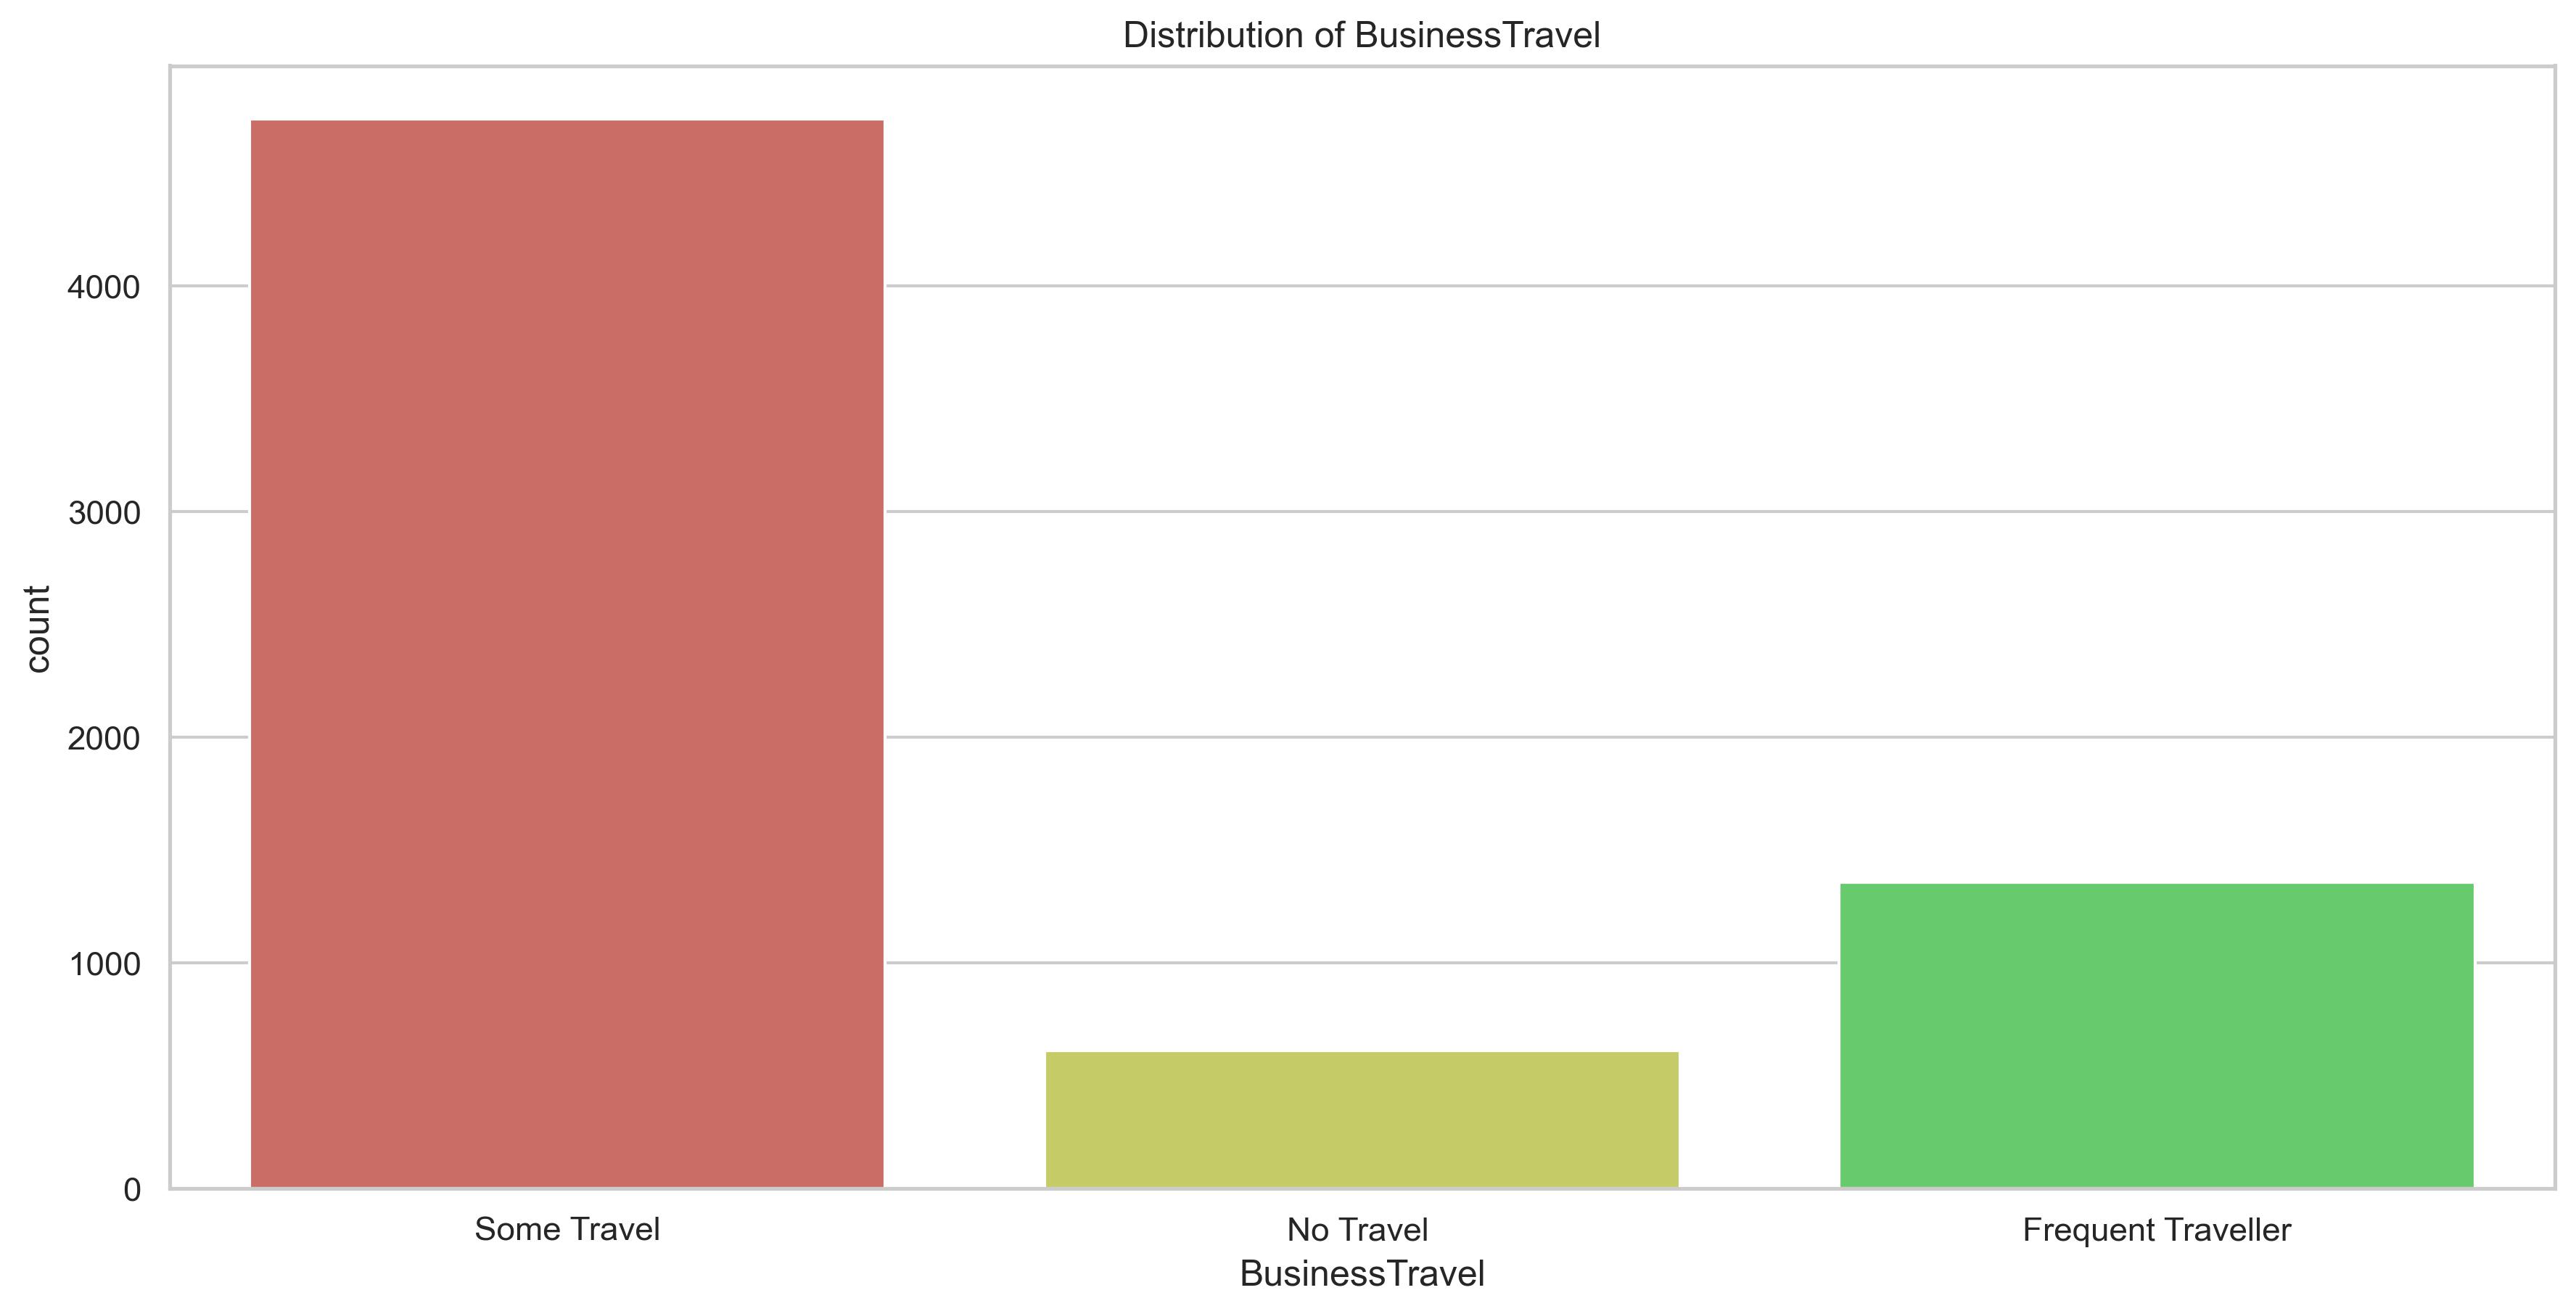 Distribution of BusinessTravel
4000
3000
2000
1000
0
count
Some Travel
No Travel
Frequent Traveller
BusinessTravel